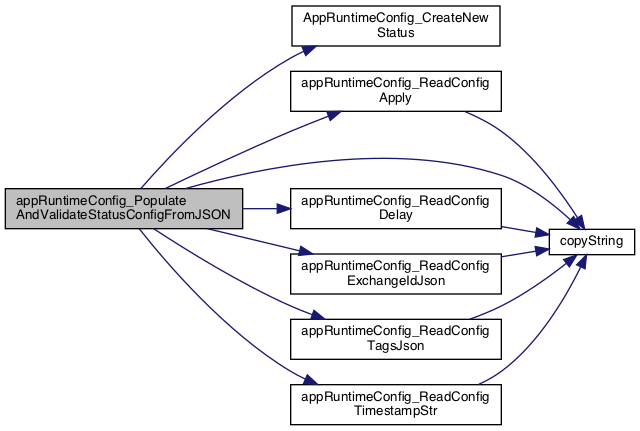 appRuntimeConfig_Populate
AndValidateStatusConfigFromJSON
AppRuntimeConfig_CreateNew
Status
appRuntimeConfig_ReadConfig
Apply
appRuntimeConfig_ReadConfig
Delay
appRuntimeConfig_ReadConfig
ExchangeIdJson
appRuntimeConfig_ReadConfig
TagsJson
appRuntimeConfig_ReadConfig
TimestampStr
copyString